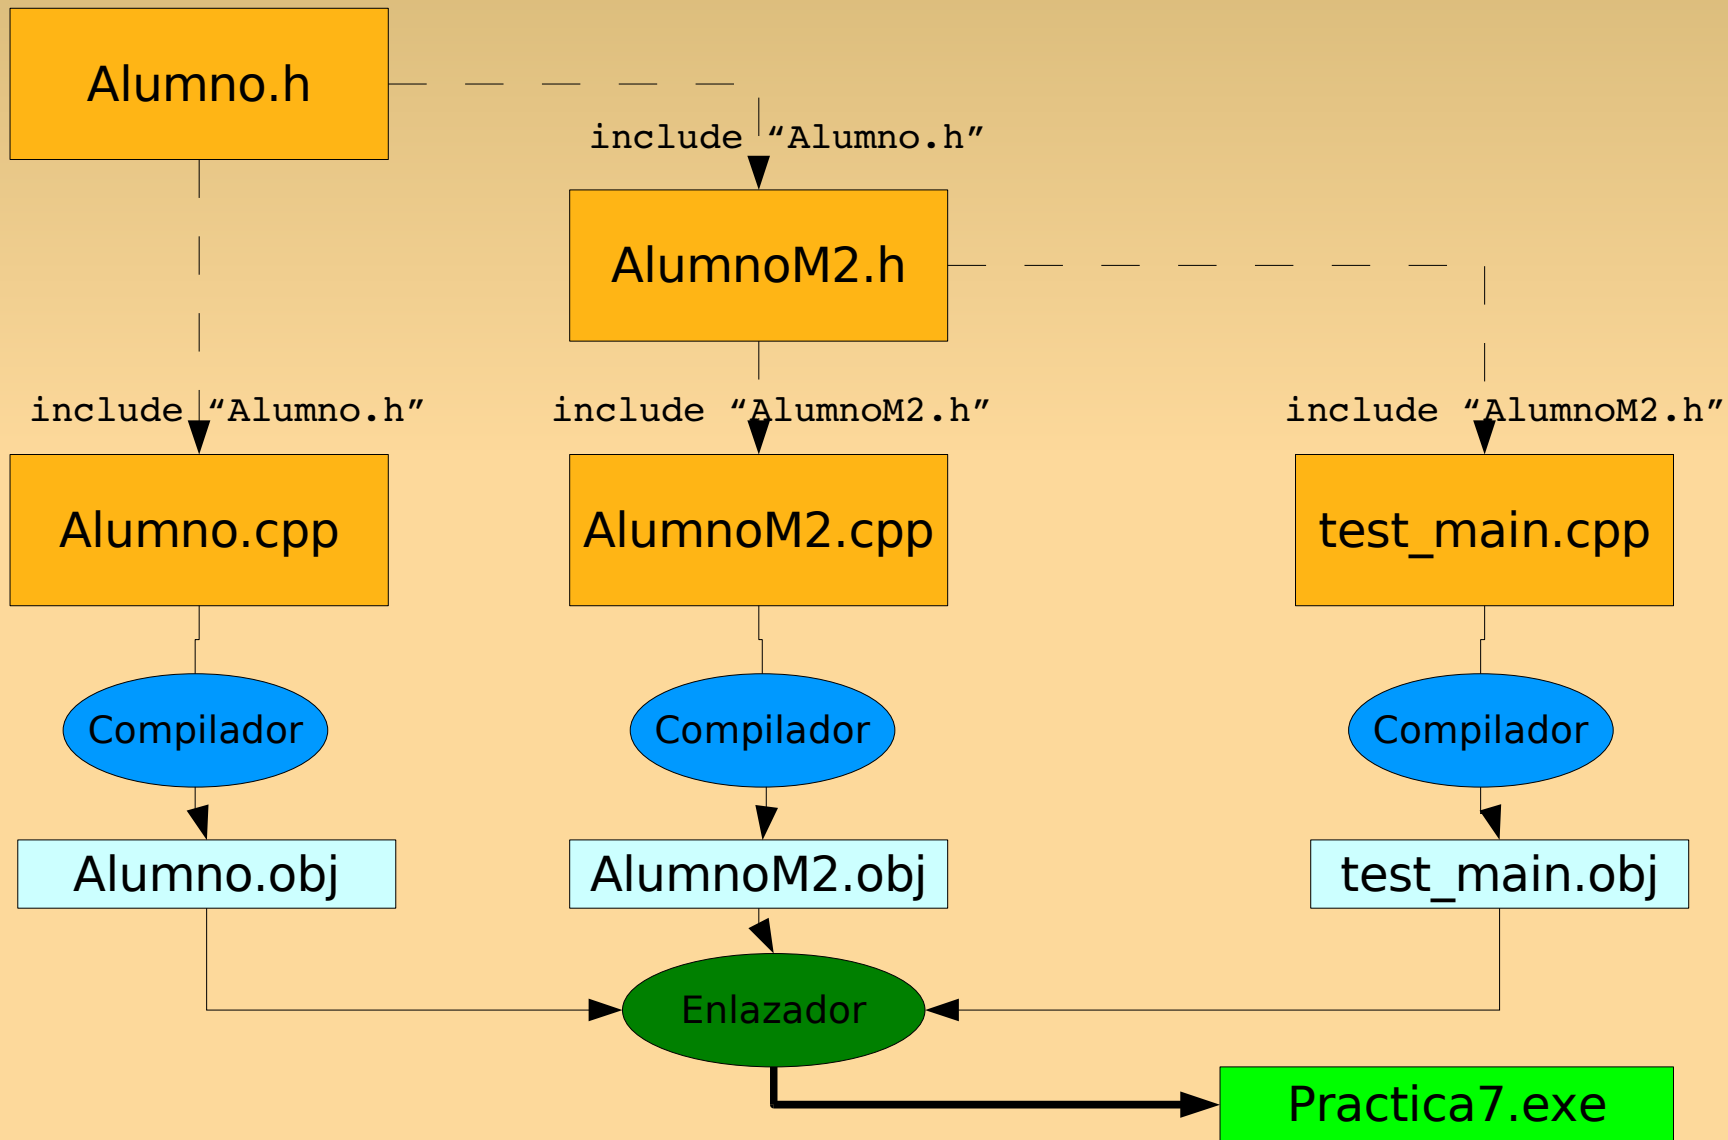 Alumno.h
include “Alumno.h”
AlumnoM2.h
include “Alumno.h”
include “AlumnoM2.h”
include “AlumnoM2.h”
Alumno.cpp
AlumnoM2.cpp
test_main.cpp
Compilador
Compilador
Compilador
Alumno.obj
AlumnoM2.obj
test_main.obj
Enlazador
Practica7.exe